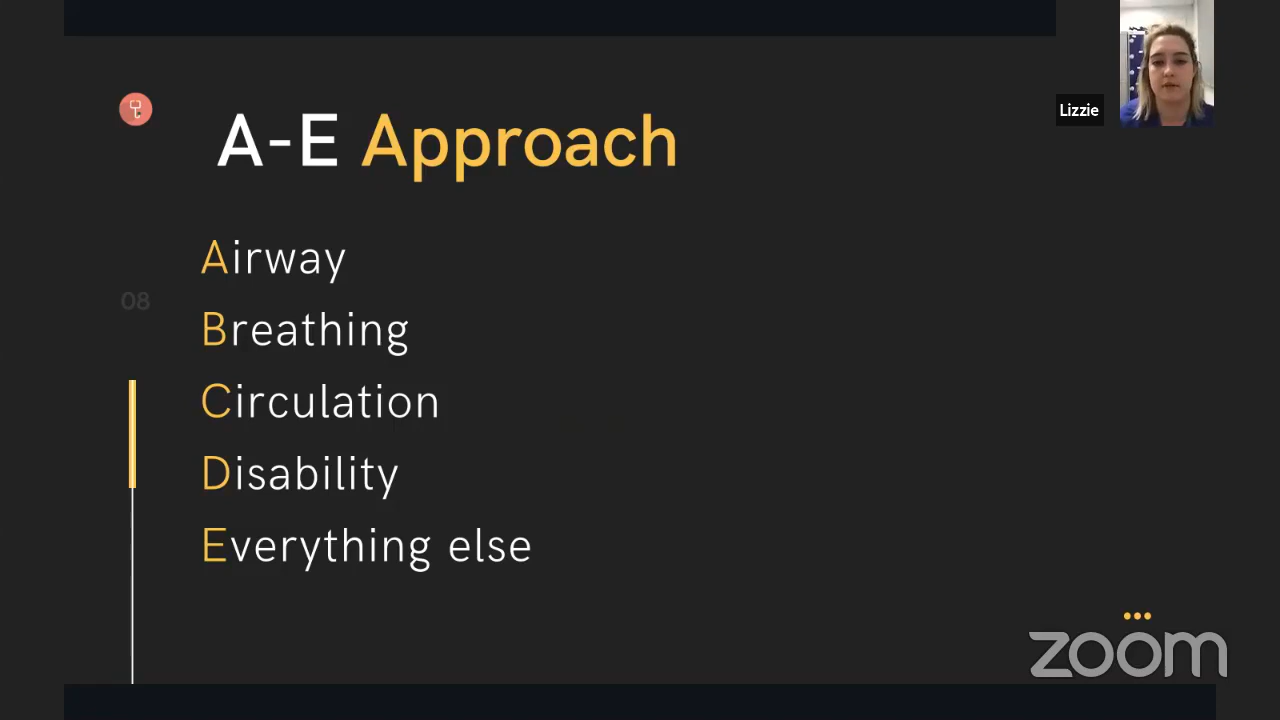 Lizzie
A-E Approach
Airway
08
Breathing
Circulation
Disability
Everything else
zoom